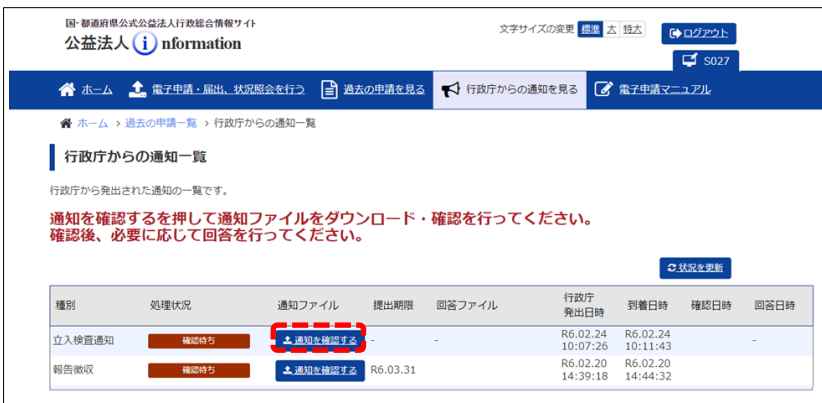 国・都道府県公式公益法人行政総合情報サイト
公益法人 information
文字サイズの変更 標準 大 特大
ログアウト
S027
ホーム 電子申請・届出、状況照会を行う 過去の申請を見る 行政庁からの通知を見る 電子申請マニュアル
ホーム > 過去の申請一覧 > 行政庁からの通知一覧
行政庁からの通知一覧
行政庁から発出された通知の一覧です。
通知を確認するを押して通知ファイルをダウンロード・確認を行ってください。
確認後、必要に応じて回答を行ってください。
状況を更新
種別 処理状況 通知ファイル 提出期限 回答ファイル 行政庁発出日時 到着日時 確認日時 回答日時
立入検査通知 確認待ち 通知を確認する - - R6.02.24 10:07:26 R6.02.24 10:11:43 -
報告徴収 確認待ち 通知を確認する R6.03.31 R6.02.20 14:39:18 R6.02.20 14:44:32